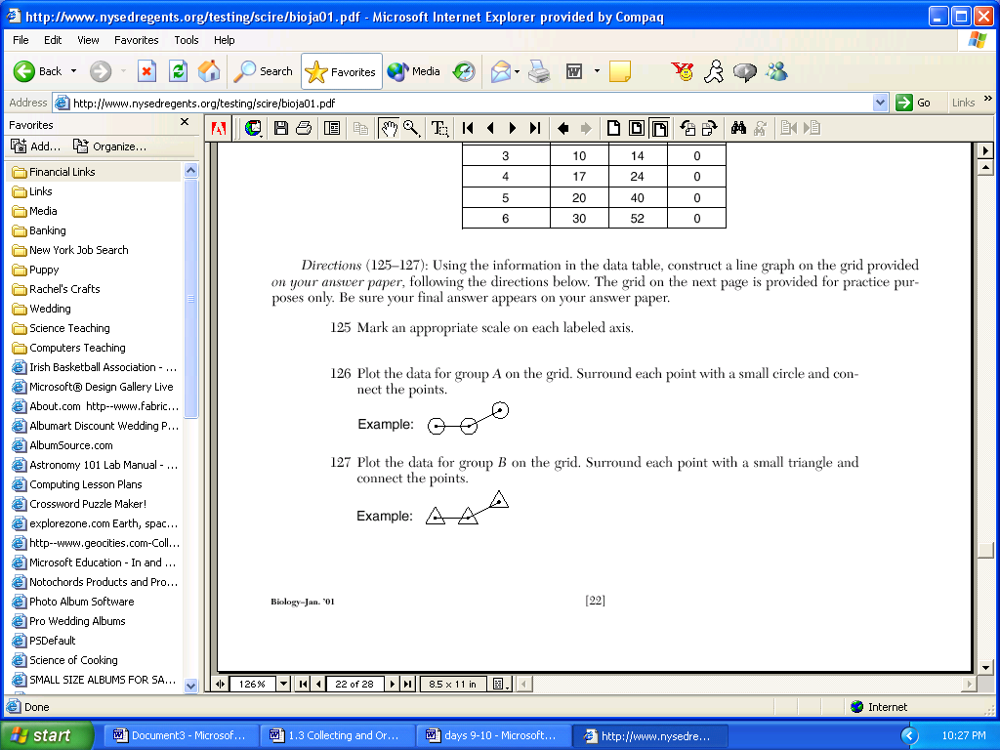 http://www.nysedregents.org/testing/scire/bioja01.pdf - Microsoft Internet Explorer provided by Compaq
File Edit View Favorites Tools Help
Back Search Favorites Media
Address http://www.nysedregents.org/testing/scire/bioja01.pdf Go Links »
Favorites
Add... Organize...
Financial Links
Links
Media
Banking
New York Job Search
Puppy
Rachel's Crafts
Wedding
Science Teaching
Computers Teaching
Irish Basketball Association - ...
Microsoft® Design Gallery Live
About.com http--www.fabric...
Albumart Discount Wedding P...
AlbumSource.com
Astronomy 101 Lab Manual - ...
Computing Lesson Plans
Crossword Puzzle Maker!
explorezone.com Earth, spac...
http--www.geocities.com-Coll...
Microsoft Education - In and ...
Notochords Products and Pro...
Photo Album Software
Pro Wedding Albums
PSDefault
Science of Cooking
SMALL SIZE ALBUMS FOR SA...
3 10 14 0
4 17 24 0
5 20 40 0
6 30 52 0
Directions (125–127): Using the information in the data table, construct a line graph on the grid provided
on your answer paper, following the directions below. The grid on the next page is provided for practice pur-
poses only. Be sure your final answer appears on your answer paper.
125 Mark an appropriate scale on each labeled axis.
126 Plot the data for group A on the grid. Surround each point with a small circle and con-
nect the points.
Example:
127 Plot the data for group B on the grid. Surround each point with a small triangle and
connect the points.
Example:
Biology–Jan. '01 [22]
126% 22 of 28 8.5 x 11 in
Done Internet
start Document3 - Microsof... 1.3 Collecting and Or... days 9-10 - Microsoft... http://www.nysedre... 10:27 PM